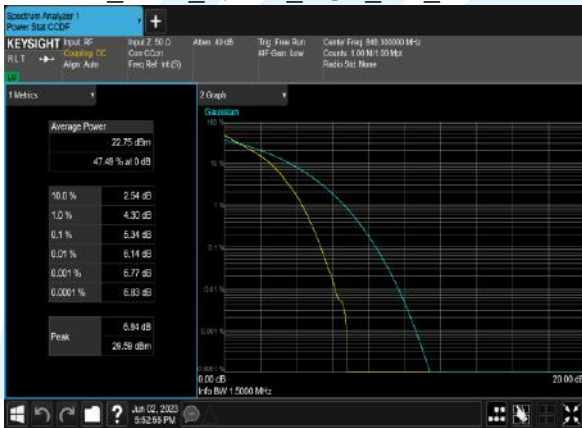 Spectrum Analyzer 1
Power Stat CCDF
+
KEYSIGHT Input: RF Input Z: 50 Ω Atten: 40 dB Trig: Free Run Center Freq: 848.300000 MHz
RLT Coupling: DC Corr CCorr #IF Gain: Low Counts: 1.00 M/1.00 Mpt
Align: Auto Freq Ref: Int (S) Radio Std: None
1 Metrics
2 Graph
Gaussian
Average Power
22.75 dBm
47.49 % at 0 dB
10.0 % 2.54 dB
1.0 % 4.30 dB
0.1 % 5.34 dB
0.01 % 6.14 dB
0.001 % 6.77 dB
0.0001 % 6.83 dB
Peak
6.84 dB
29.59 dBm
100 %
10 %
1 %
0.1 %
0.01 %
0.001 %
0.0001 %
0.00 dB 20.00 dB
Info BW 1.5000 MHz
? Jun 02, 2023